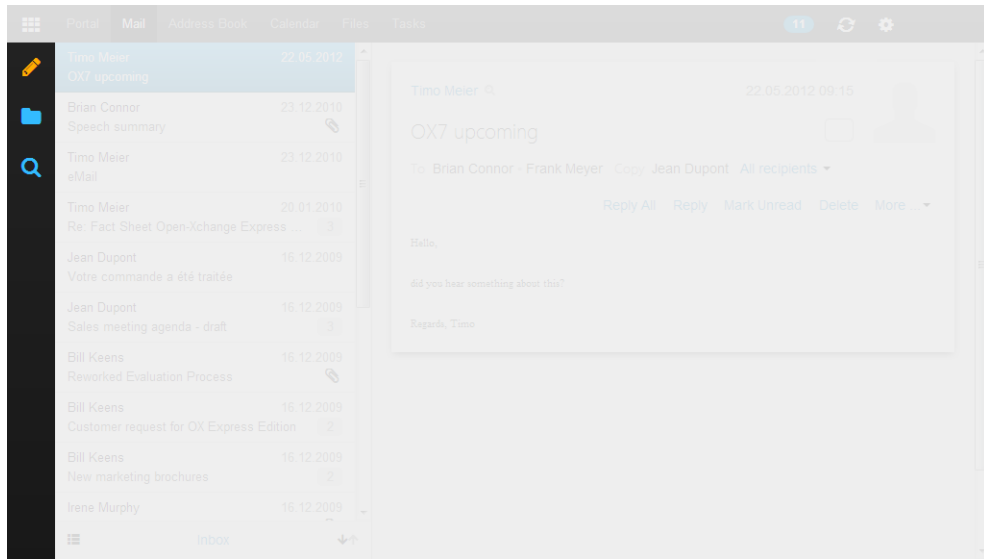 Portal Mail Address Book Calendar Files Tasks 11
Timo Meier 22.05.2012
OX7 upcoming
Brian Connor 23.12.2010
Speech summary
Timo Meier 23.12.2010
eMail
Timo Meier 20.01.2010
Re: Fact Sheet Open-Xchange Express ... 3
Jean Dupont 16.12.2009
Votre commande a été traitée
Jean Dupont 16.12.2009
Sales meeting agenda - draft 3
Bill Keens 16.12.2009
Reworked Evaluation Process
Bill Keens 16.12.2009
Customer request for OX Express Edition 2
Bill Keens 16.12.2009
New marketing brochures 2
Irene Murphy 16.12.2009
Inbox
Timo Meier 22.05.2012 09:15
OX7 upcoming
To Brian Connor · Frank Meyer Copy Jean Dupont All recipients
Reply All Reply Mark Unread Delete More ...
Hallo,
did you hear something about this?
Regards, Timo